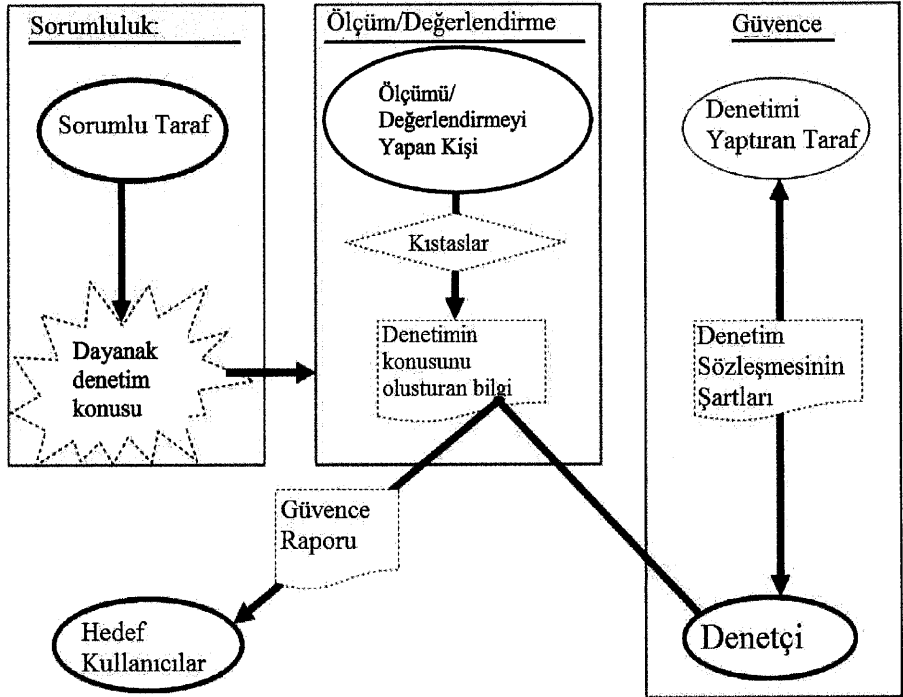 Sorumluluk:
Sorumlu Taraf
Dayanak
denetim
konusu
Ölçüm/Değerlendirme
Ölçümü/
Değerlendirmeyi
Yapan Kişi
Kıstaslar
Denetimin
konusunu
olusturan bilgi
Güvence
Denetimi
Yaptıran Taraf
Denetim
Sözleşmesinin
Şartları
Denetçi
Güvence
Raporu
Hedef
Kullanıcılar